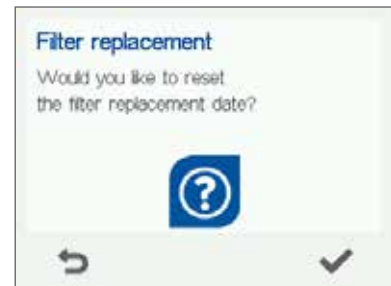 Filter replacement
Would you like to reset
the filter replacement date?
?